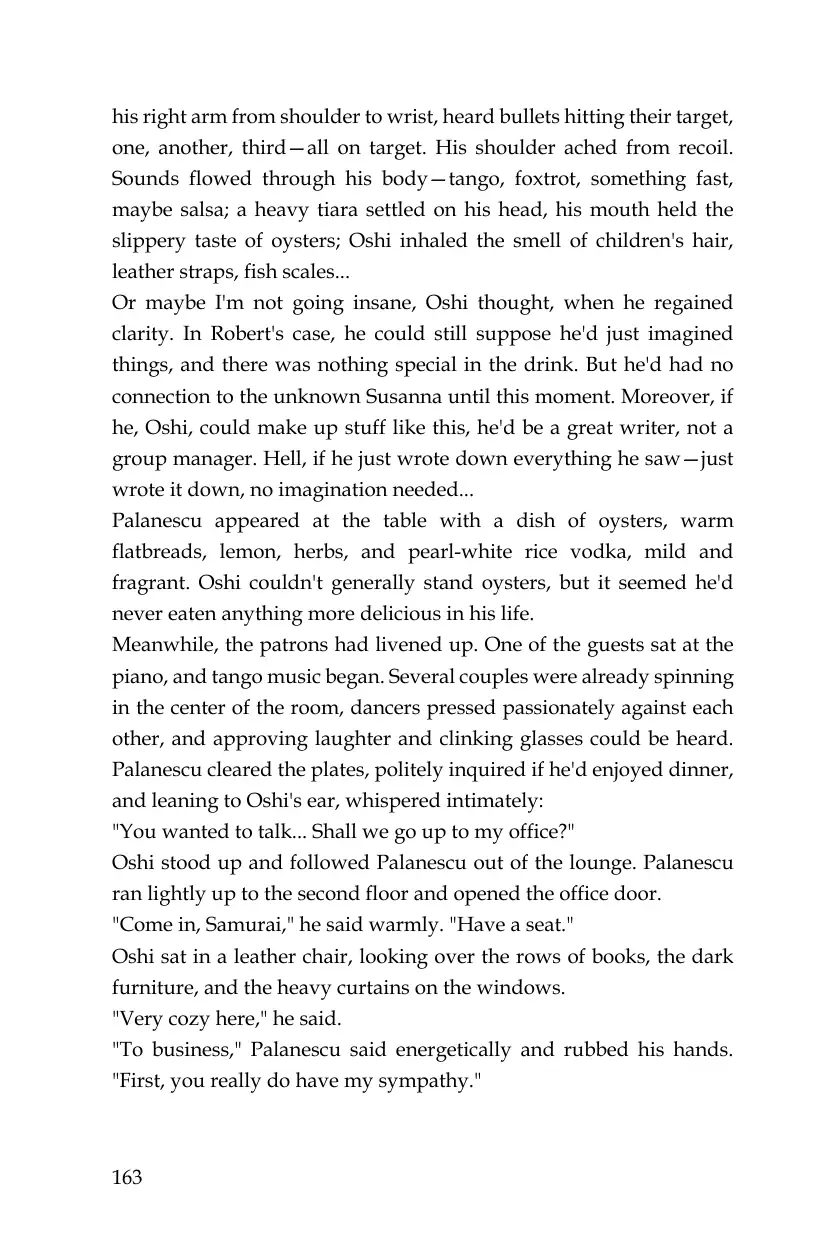 his right arm from shoulder to wrist, heard bullets hitting their target,
one, another, third—all on target. His shoulder ached from recoil.
Sounds flowed through his body—tango, foxtrot, something fast,
maybe salsa; a heavy tiara settled on his head, his mouth held the
slippery taste of oysters; Oshi inhaled the smell of children's hair,
leather straps, fish scales...
Or maybe I'm not going insane, Oshi thought, when he regained
clarity. In Robert's case, he could still suppose he'd just imagined
things, and there was nothing special in the drink. But he'd had no
connection to the unknown Susanna until this moment. Moreover, if
he, Oshi, could make up stuff like this, he'd be a great writer, not a
group manager. Hell, if he just wrote down everything he saw—just
wrote it down, no imagination needed...
Palanescu appeared at the table with a dish of oysters, warm
flatbreads, lemon, herbs, and pearl-white rice vodka, mild and
fragrant. Oshi couldn't generally stand oysters, but it seemed he'd
never eaten anything more delicious in his life.
Meanwhile, the patrons had livened up. One of the guests sat at the
piano, and tango music began. Several couples were already spinning
in the center of the room, dancers pressed passionately against each
other, and approving laughter and clinking glasses could be heard.
Palanescu cleared the plates, politely inquired if he'd enjoyed dinner,
and leaning to Oshi's ear, whispered intimately:
"You wanted to talk... Shall we go up to my office?"
Oshi stood up and followed Palanescu out of the lounge. Palanescu
ran lightly up to the second floor and opened the office door.
"Come in, Samurai," he said warmly. "Have a seat."
Oshi sat in a leather chair, looking over the rows of books, the dark
furniture, and the heavy curtains on the windows.
"Very cozy here," he said.
"To business," Palanescu said energetically and rubbed his hands.
"First, you really do have my sympathy."
163